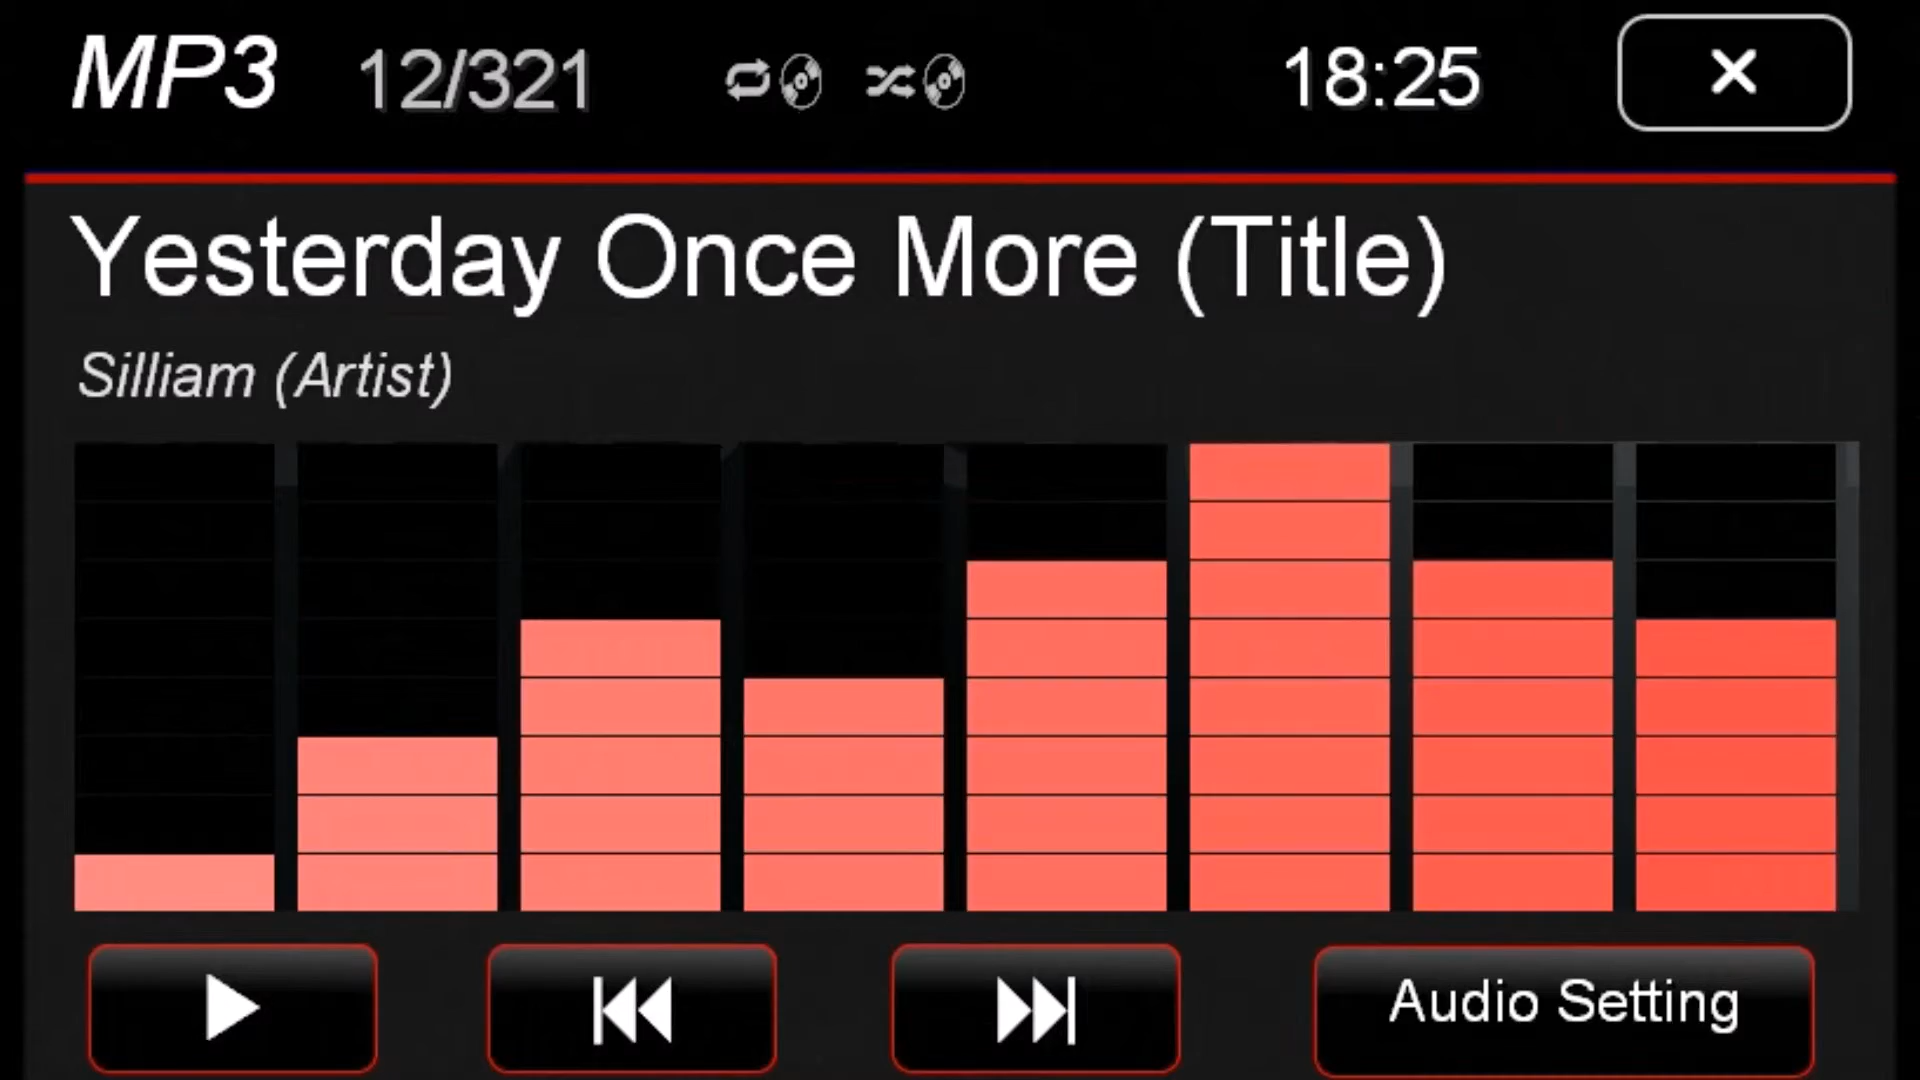 MP3 12/321 18:25
Yesterday Once More (Title)
Silliam (Artist)
Audio Setting